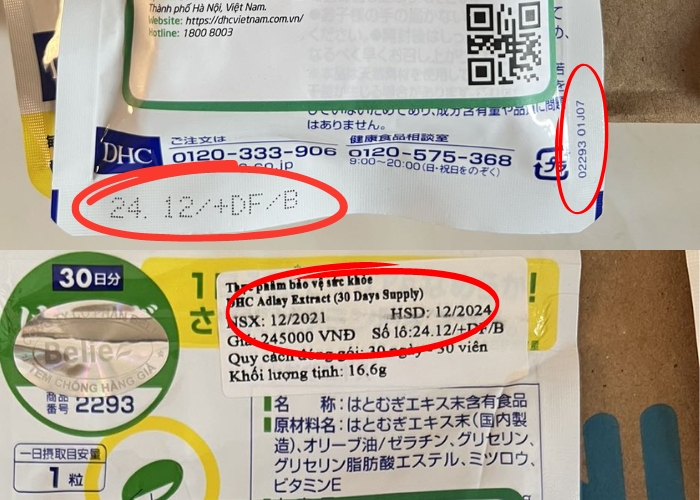 Thành phố Hồ Chí Minh, Việt Nam.
Website: https://dhcvietnam.com.vn/
Hotline: 1800 8003
はありません。
DHC
ご注文は
0120-333-906
健康食品相談室
0120-575-368
9:00~20:00(日・祝日をのぞく)
24. 12/+DF/B
02293 01J07
30日分
Belie
TEM CHỐNG HÀNG GIẢ
商品
番号 2293
一日摂取目安量
1粒
Thực phẩm bảo vệ sức khỏe
DHC Adlay Extract (30 Days Supply)
NSX: 12/2021 HSD: 12/2024
Giá: 245000 VNĐ Số lô:24.12/+DF/B
Quy cách đóng gói: 30 ngày - 30 viên
Khối lượng tịnh: 16,6g
名 称:はとむぎエキス末含有食品
原材料名:はとむぎエキス末(国内製
造)、オリーブ油/ゼラチン、グリセリン、
グリセリン脂肪酸エステル、ミツロウ、
ビタミンE